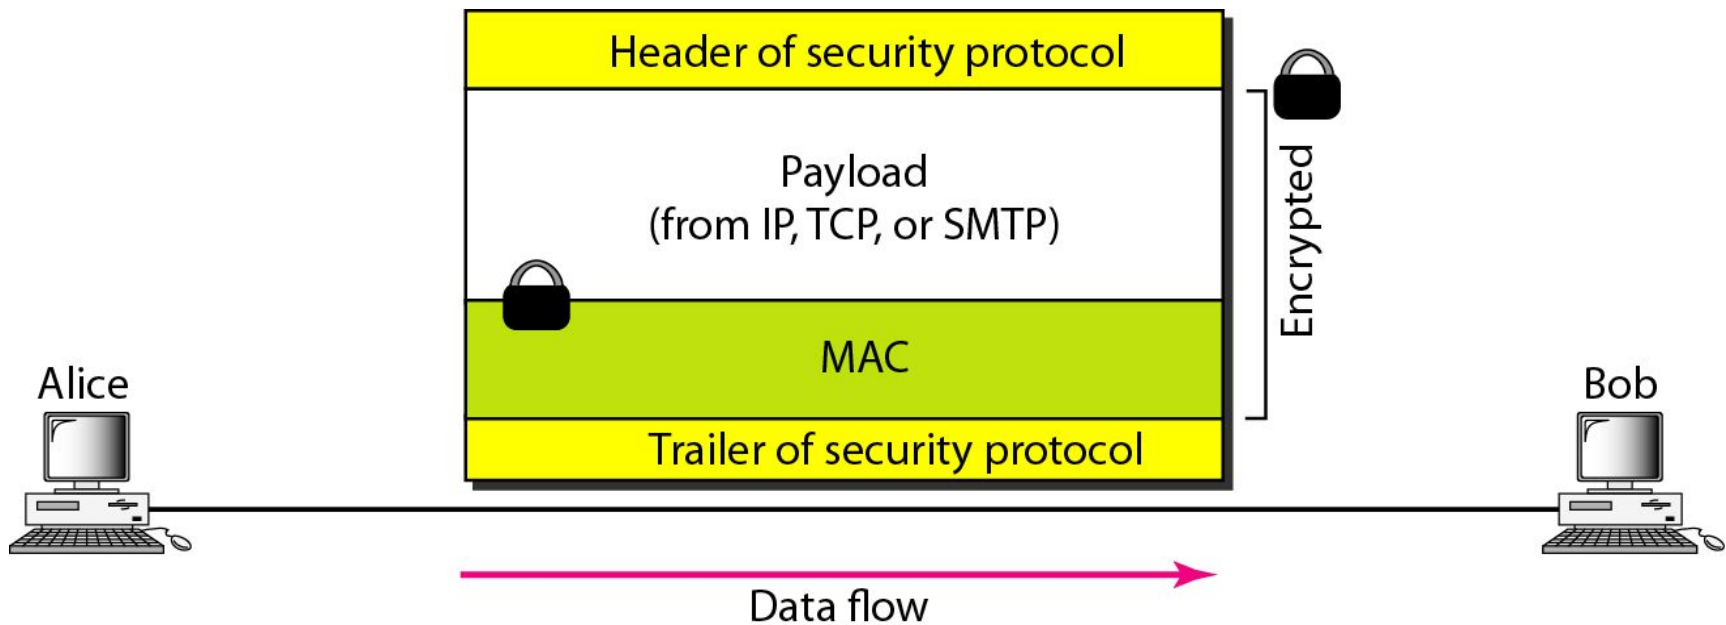 Header of security protocol
Payload
(from IP, TCP, or SMTP)
Encrypted
MAC
Trailer of security protocol
Alice
Bob
Data flow